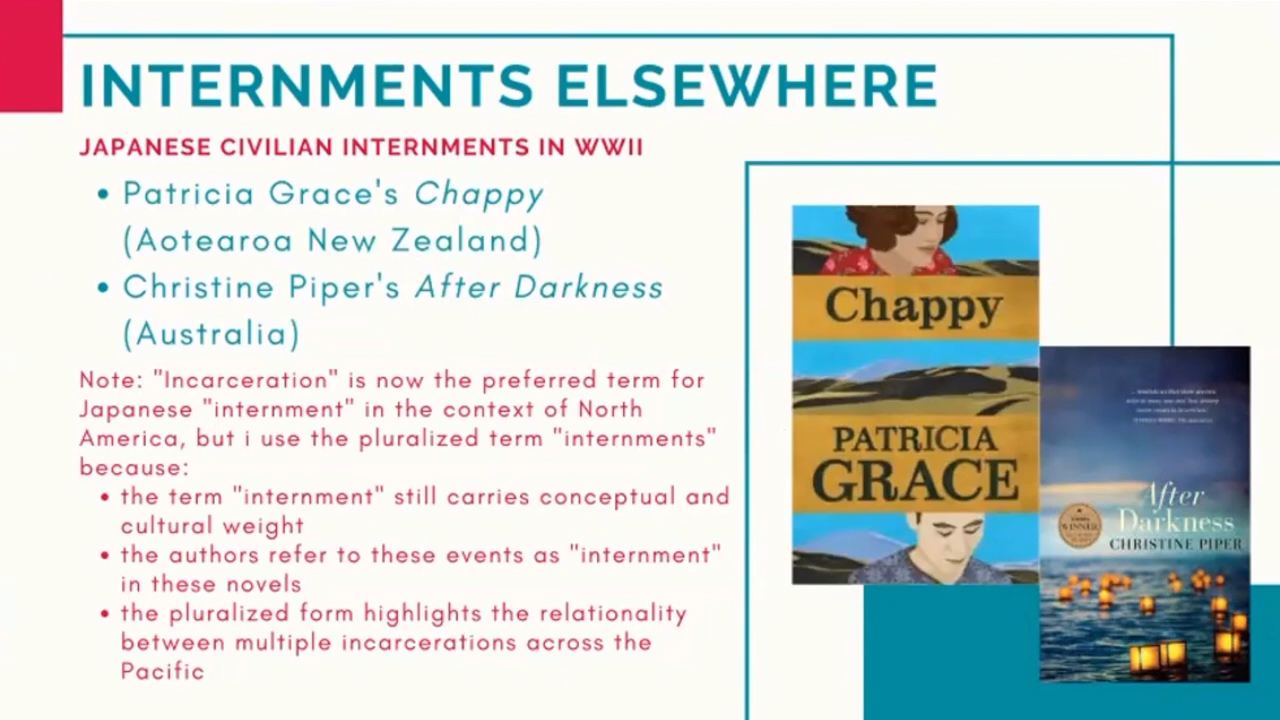 INTERNMENTS ELSEWHERE
JAPANESE CIVILIAN INTERNMENTS IN WWII
• Patricia Grace's Chappy
(Aotearoa New Zealand)
• Christine Piper's After Darkness
(Australia)
Note: "Incarceration" is now the preferred term for
Japanese "internment" in the context of North
America, but i use the pluralized term "internments"
because:
• the term "internment" still carries conceptual and
cultural weight
• the authors refer to these events as "internment"
in these novels
• the pluralized form highlights the relationality
between multiple incarcerations across the
Pacific
Chappy
PATRICIA
GRACE
After
Darkness
CHRISTINE PIPER
WINNER